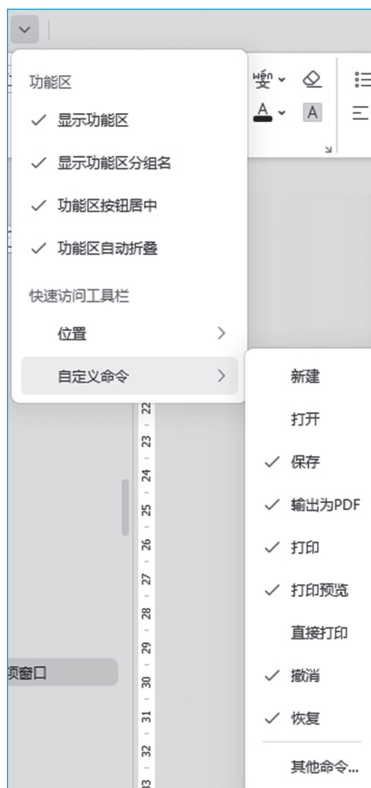 功能区
显示功能区
显示功能区分组名
功能区按钮居中
功能区自动折叠
快速访问工具栏
位置
自定义命令
wén
文
A
A
新建
打开
保存
输出为PDF
打印
打印预览
直接打印
撤消
恢复
其他命令...
22
23
24
25
26
27
28
29
30
31
32
33
项窗口